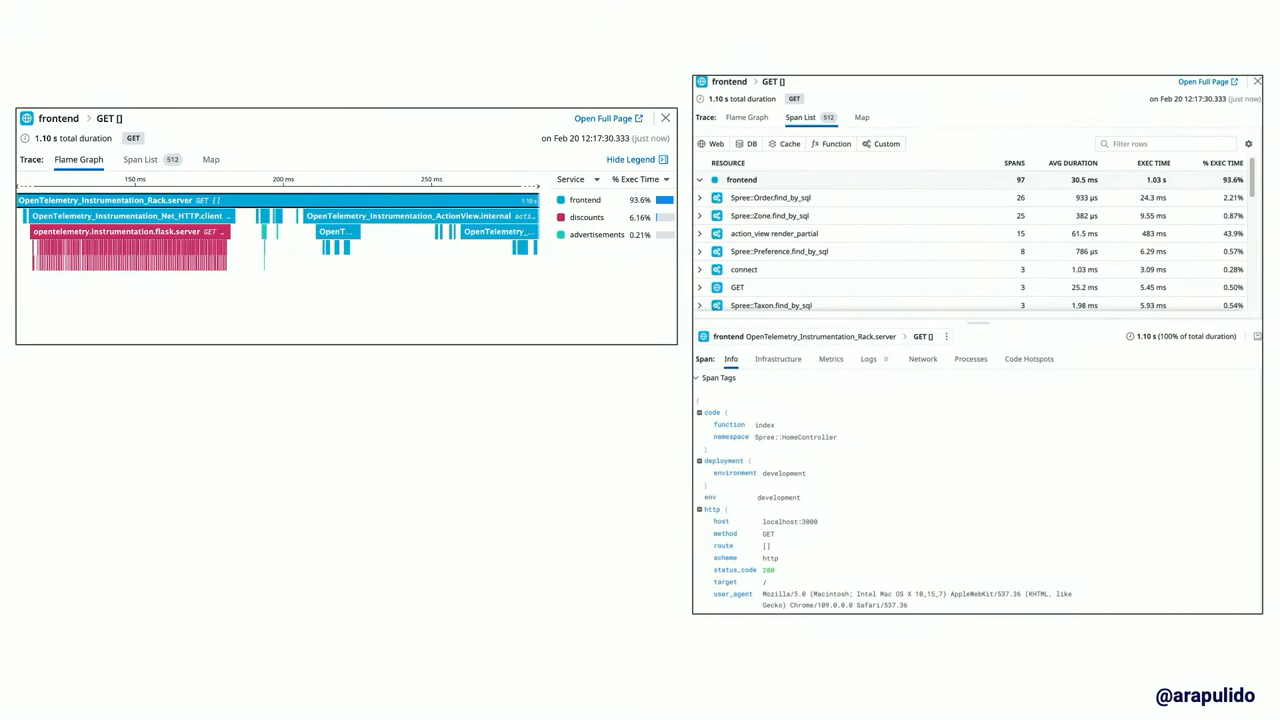 frontend > GET []
Open Full Page
1.10 s total duration GET
on Feb 20 12:17:30.333 (just now)
Trace: Flame Graph Span List 512 Map
Hide Legend
150 ms 200 ms 250 ms
Service % Exec Time
OpenTelemetry_Instrumentation_Rack.server GET [] 1.10 s
frontend 93.6%
OpenTelemetry_Instrumentation_Net_HTTP.client … OpenTelemetry_Instrumentation_ActionView.internal acti…
discounts 6.16%
opentelemetry.instrumentation.flask.server GET … OpenT… OpenTelemetry_…
advertisements 0.21%
frontend > GET []
Open Full Page
1.10 s total duration GET
on Feb 20 12:17:30.333 (just now)
Trace: Flame Graph Span List 512 Map
Web DB Cache Function Custom
Filter rows
RESOURCE SPANS AVG DURATION EXEC TIME % EXEC TIME
frontend 97 30.5 ms 1.03 s 93.6%
Spree::Order.find_by_sql 26 933 µs 24.3 ms 2.21%
Spree::Zone.find_by_sql 25 382 µs 9.55 ms 0.87%
action_view render_partial 15 61.5 ms 483 ms 43.9%
Spree::Preference.find_by_sql 8 786 µs 6.29 ms 0.57%
connect 3 1.03 ms 3.09 ms 0.28%
GET 3 25.2 ms 5.45 ms 0.50%
Spree::Taxon.find_by_sql 3 1.98 ms 5.93 ms 0.54%
frontend OpenTelemetry_Instrumentation_Rack.server > GET []
1.10 s (100% of total duration)
Span: Info Infrastructure Metrics Logs 0 Network Processes Code Hotspots
Span Tags
{
code {
function index
namespace Spree::HomeController
}
deployment {
environment development
}
env development
http {
host localhost:3000
method GET
route []
scheme http
status_code 200
target /
user_agent Mozilla/5.0 (Macintosh; Intel Mac OS X 10_15_7) AppleWebKit/537.36 (KHTML, like
Gecko) Chrome/109.0.0.0 Safari/537.36
@arapulido